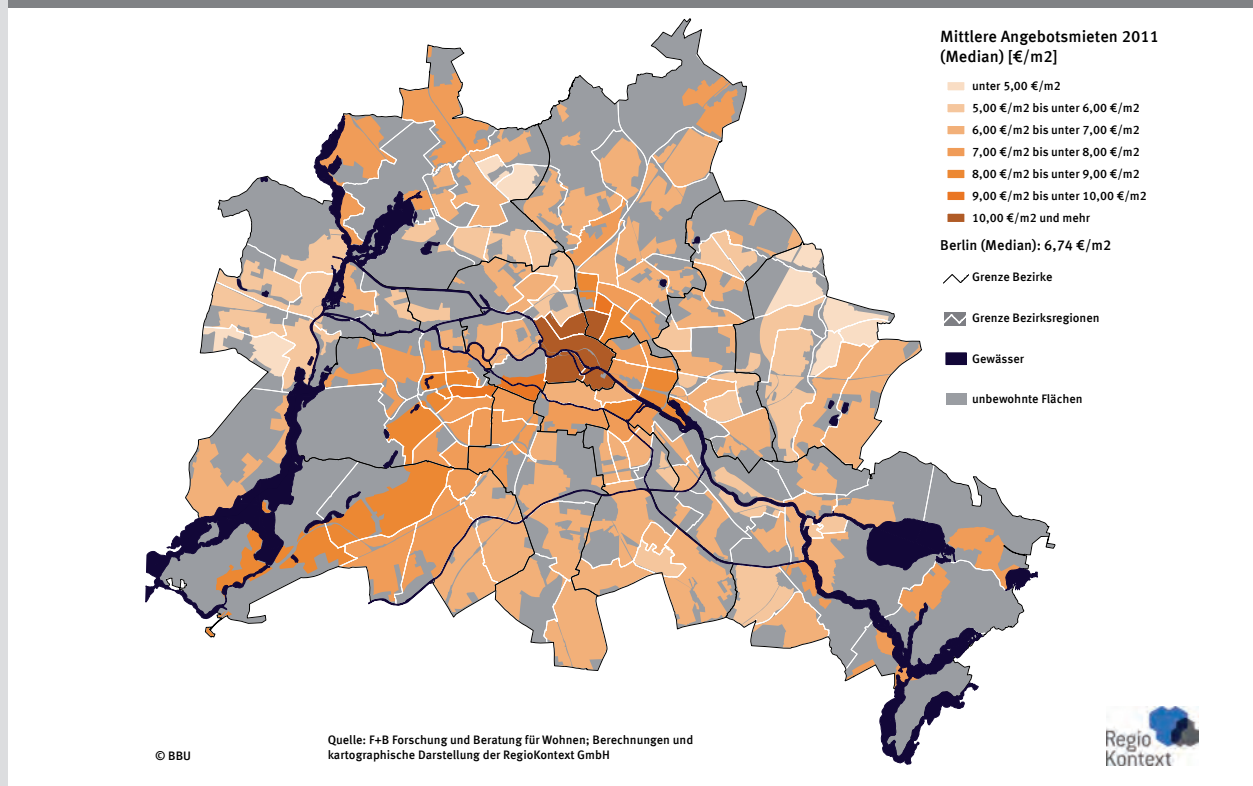 Mittlere Angebotsmieten 2011
(Median) [€/m2]
unter 5,00 €/m2
5,00 €/m2 bis unter 6,00 €/m2
6,00 €/m2 bis unter 7,00 €/m2
7,00 €/m2 bis unter 8,00 €/m2
8,00 €/m2 bis unter 9,00 €/m2
9,00 €/m2 bis unter 10,00 €/m2
10,00 €/m2 und mehr
Berlin (Median): 6,74 €/m2
Grenze Bezirke
Grenze Bezirksregionen
Gewässer
unbewohnte Flächen
© BBU
Quelle: F+B Forschung und Beratung für Wohnen; Berechnungen und
kartographische Darstellung der RegioKontext GmbH
Regio
Kontext